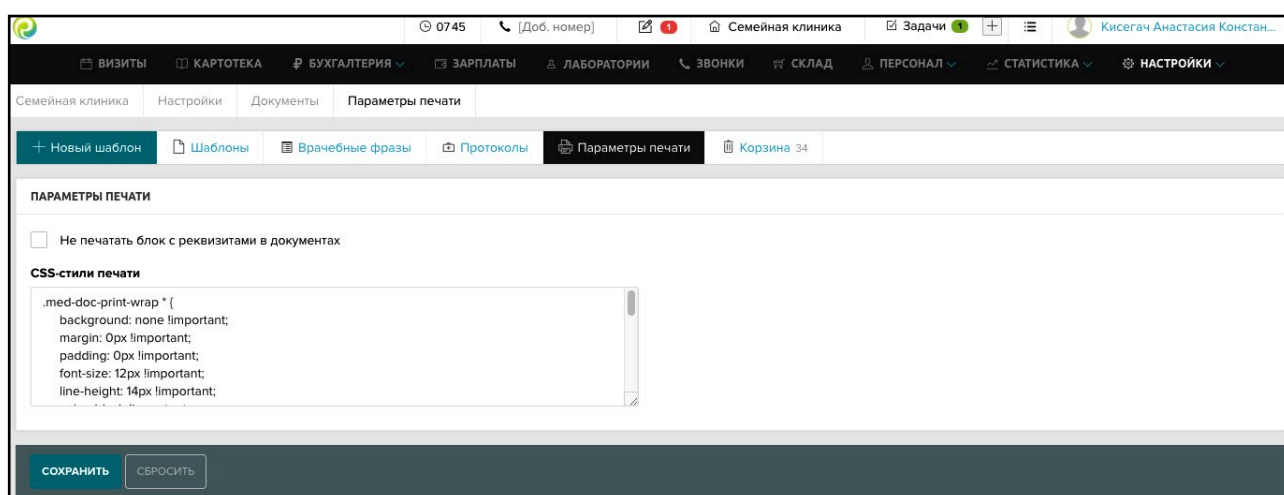 0745 [Доб. номер] 1 Семейная клиника Задачи 1 Кисегач Анастасия Констан...
ВИЗИТЫ КАРТОТЕКА БУХГАЛТЕРИЯ ЗАРПЛАТЫ ЛАБОРАТОРИИ ЗВОНКИ СКЛАД ПЕРСОНАЛ СТАТИСТИКА НАСТРОЙКИ
Семейная клиника Настройки Документы Параметры печати
+ Новый шаблон Шаблоны Врачебные фразы Протоколы Параметры печати Корзина 34
ПАРАМЕТРЫ ПЕЧАТИ
Не печатать блок с реквизитами в документах
CSS-стили печати
.med-doc-print-wrap * {
background: none !important;
margin: 0px !important;
padding: 0px !important;
font-size: 12px !important;
line-height: 14px !important;
СОХРАНИТЬ СБРОСИТЬ